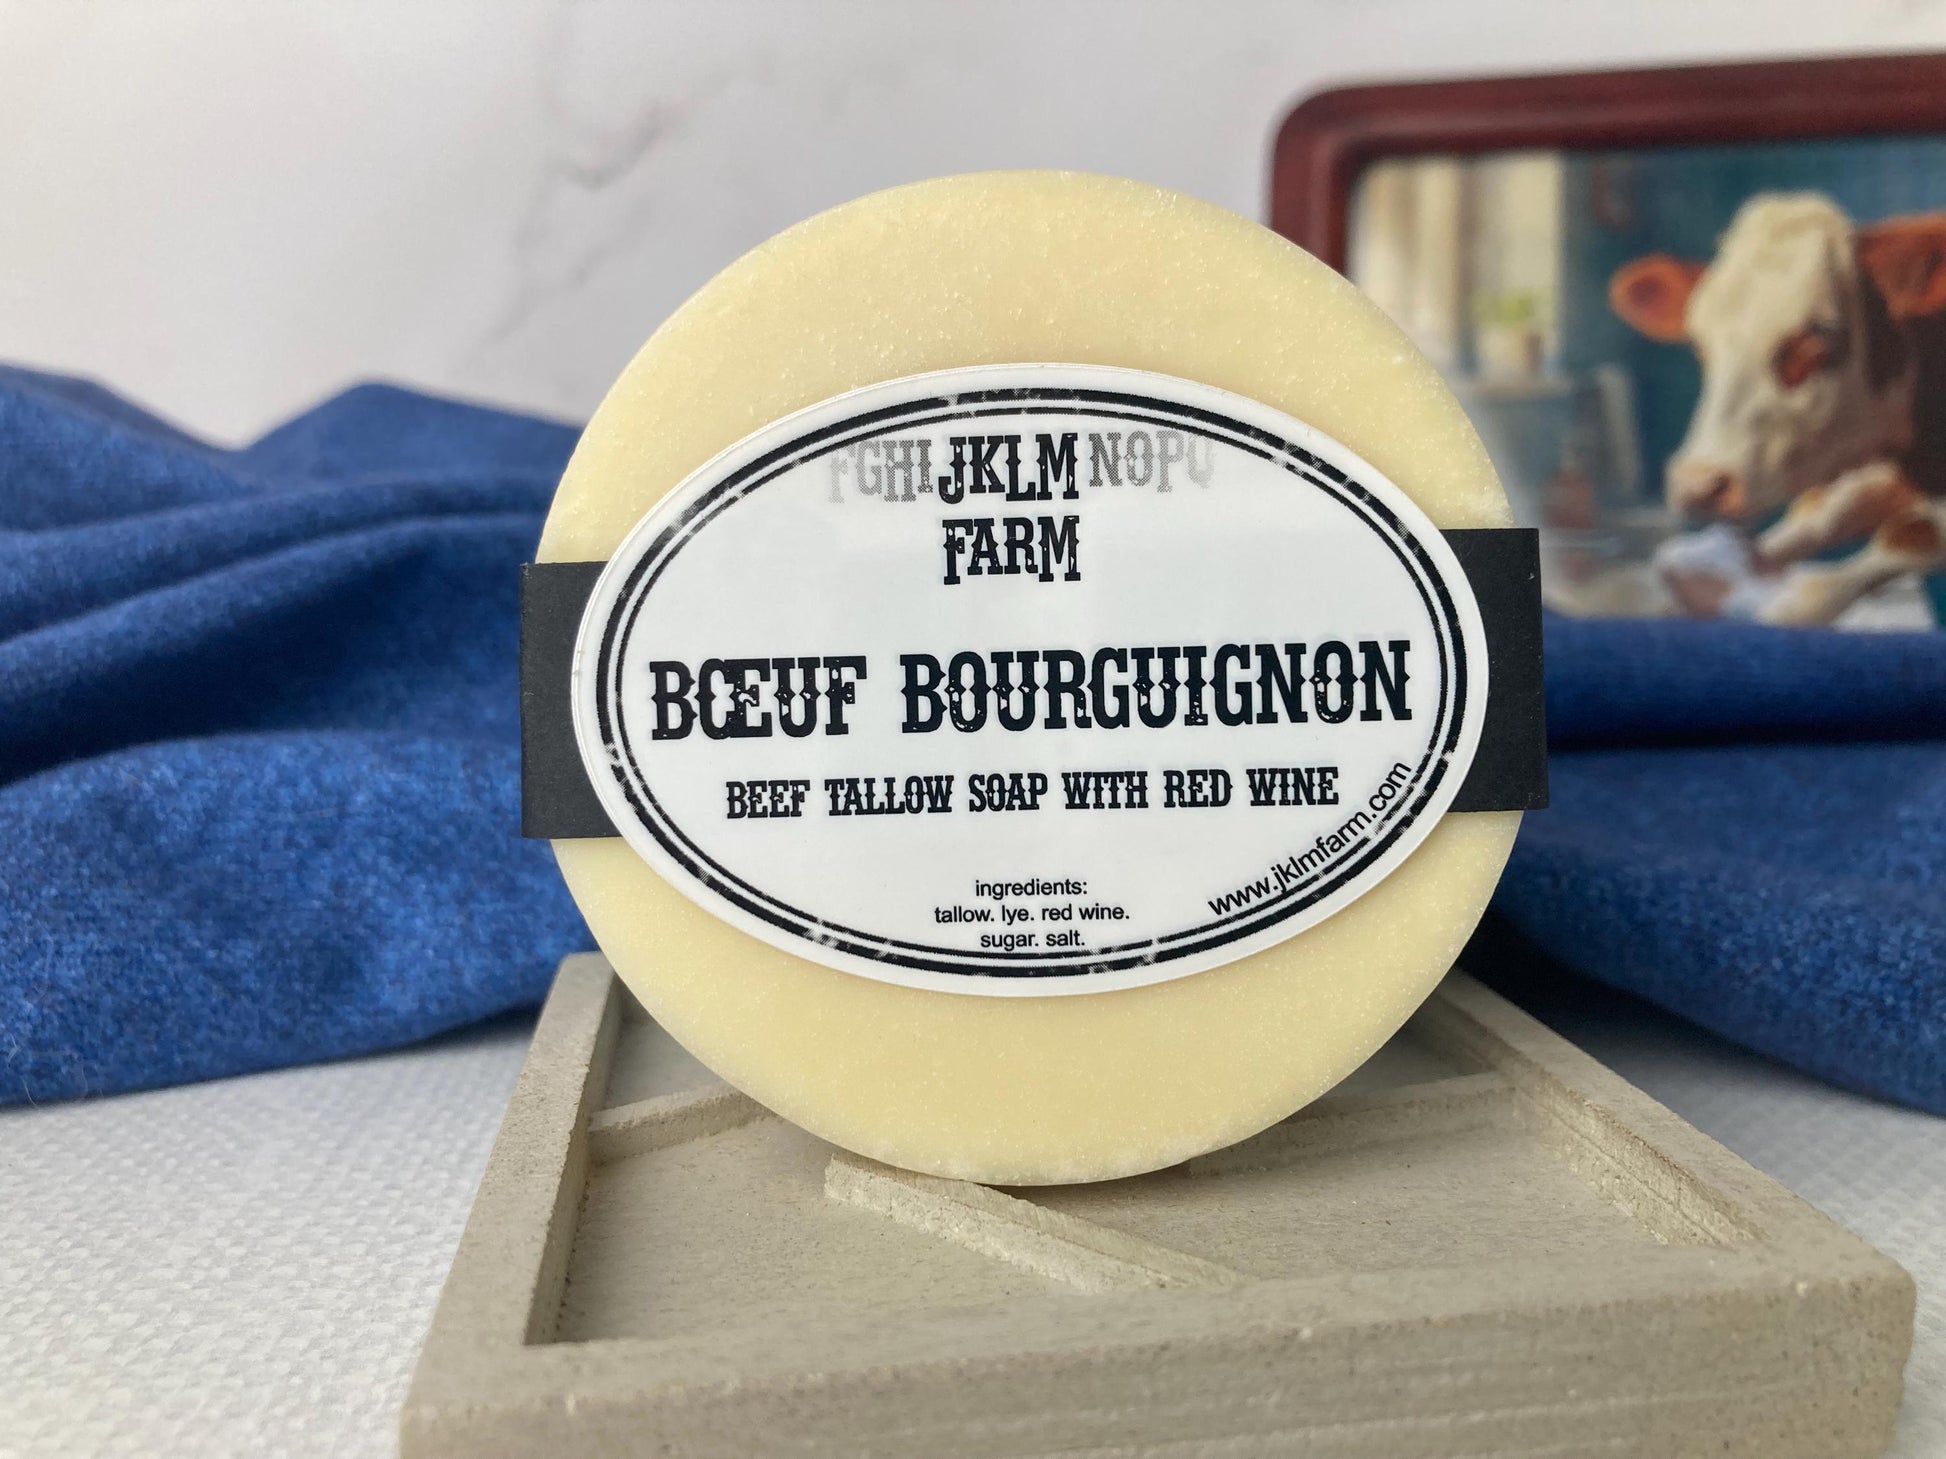 FGHIJKLMNOPQ
FARM
BŒUF BOURGUIGNON
BEEF TALLOW SOAP WITH RED WINE
ingredients:
tallow. lye. red wine.
sugar. salt.
www.jklmfarm.com